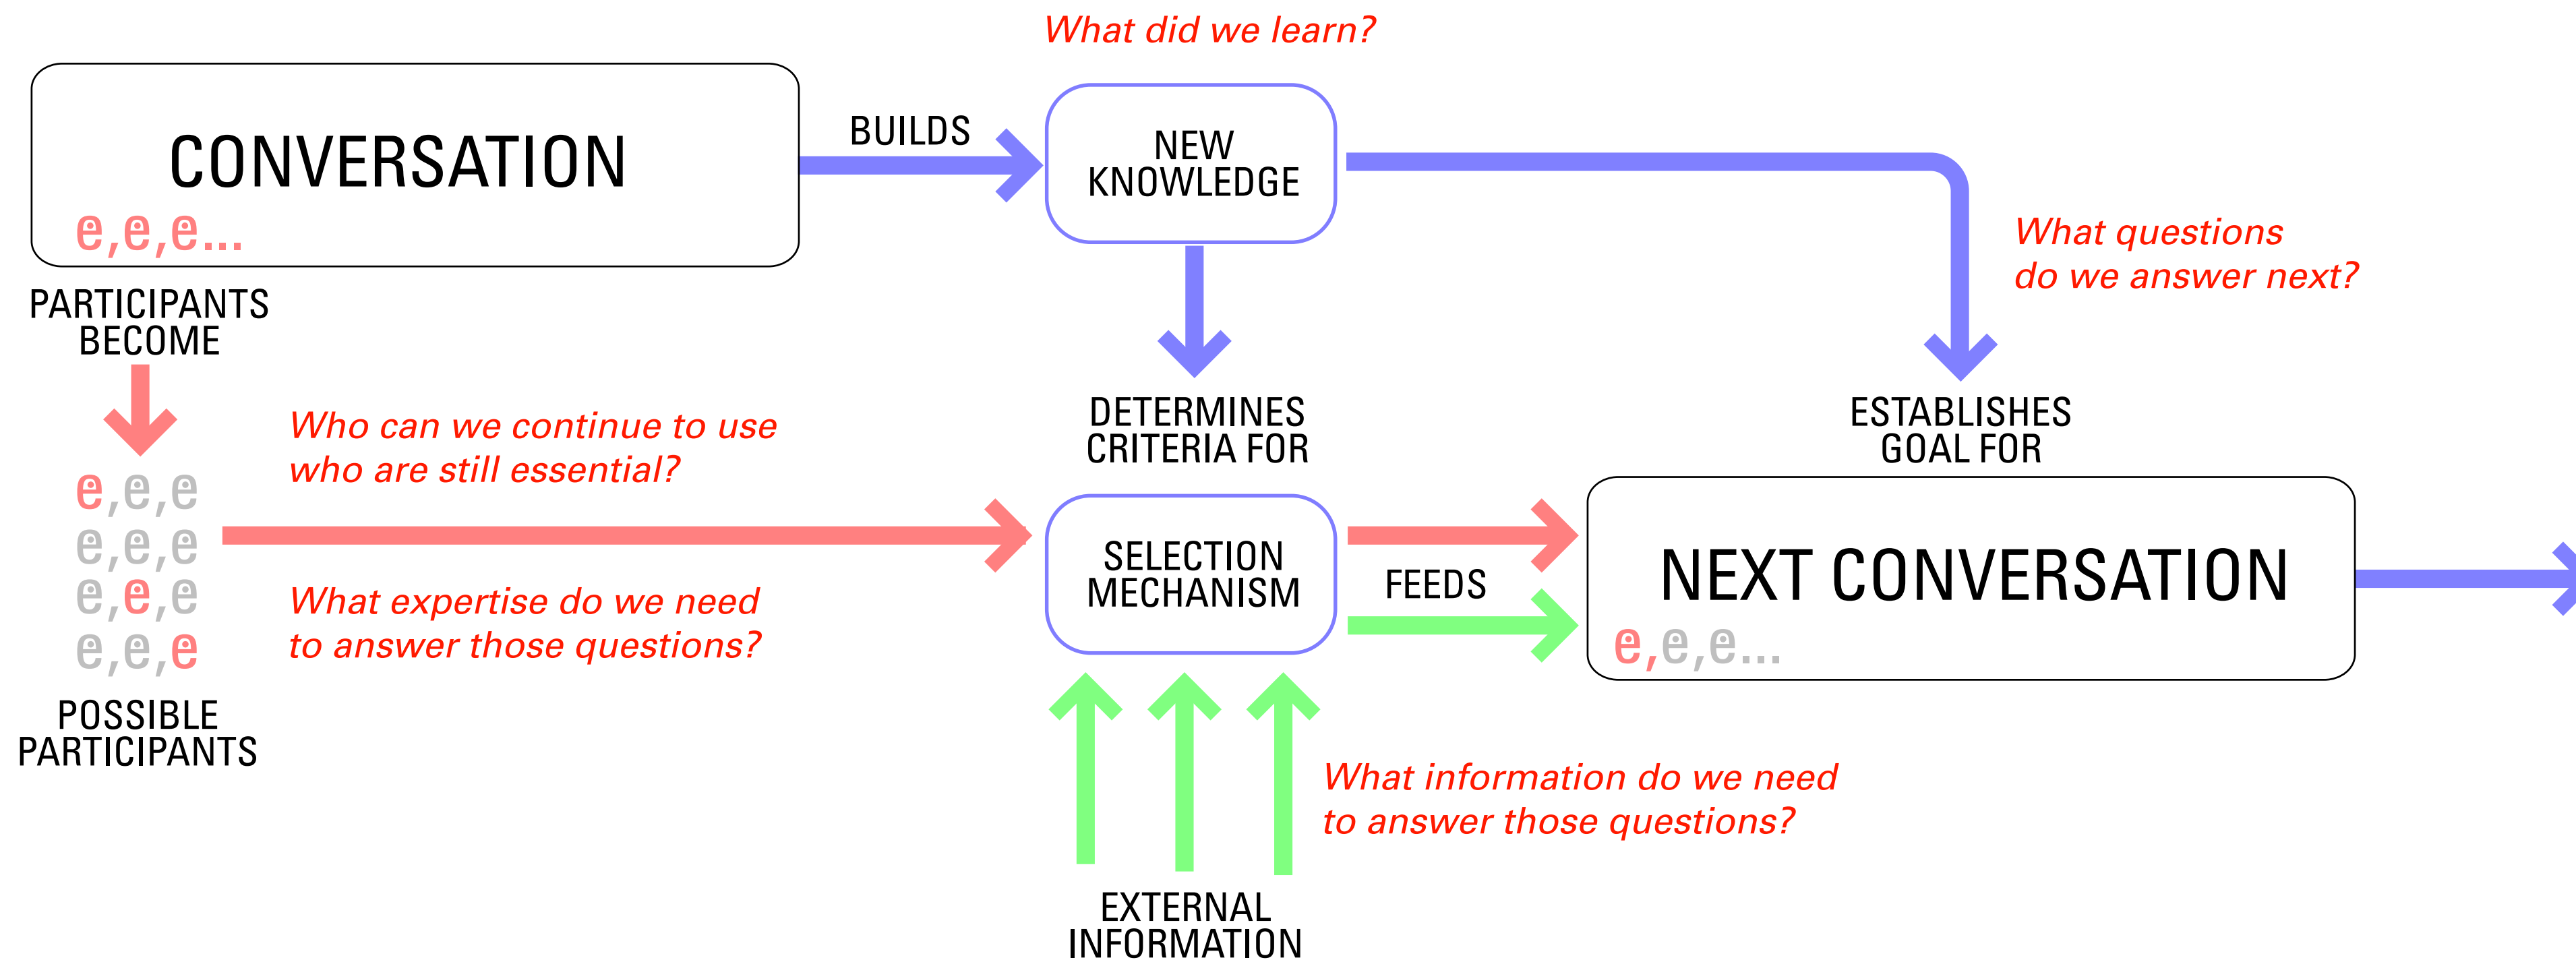 What did we learn?
CONVERSATION
e,e,e...
BUILDS
NEW
KNOWLEDGE
What questions
do we answer next?
PARTICIPANTS
BECOME
Who can we continue to use
who are still essential?
DETERMINES
CRITERIA FOR
ESTABLISHES
GOAL FOR
e,e,e
e,e,e
e,e,e
e,e,e
What expertise do we need
to answer those questions?
POSSIBLE
PARTICIPANTS
SELECTION
MECHANISM
FEEDS
NEXT CONVERSATION
e,e,e...
What information do we need
to answer those questions?
EXTERNAL
INFORMATION